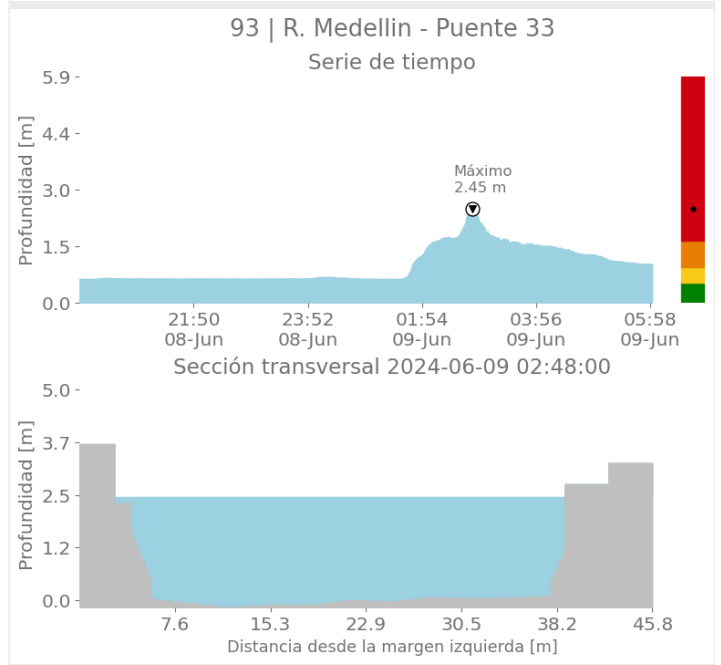 93 | R. Medellin - Puente 33
Serie de tiempo
Profundidad [m]
5.9
4.4
3.0
1.5
0.0
Máximo
2.45 m
21:50 23:52 01:54 03:56 05:58
08-Jun 08-Jun 09-Jun 09-Jun 09-Jun
Sección transversal 2024-06-09 02:48:00
Profundidad [m]
5.0
3.7
2.5
1.2
0.0
7.6 15.3 22.9 30.5 38.2 45.8
Distancia desde la margen izquierda [m]